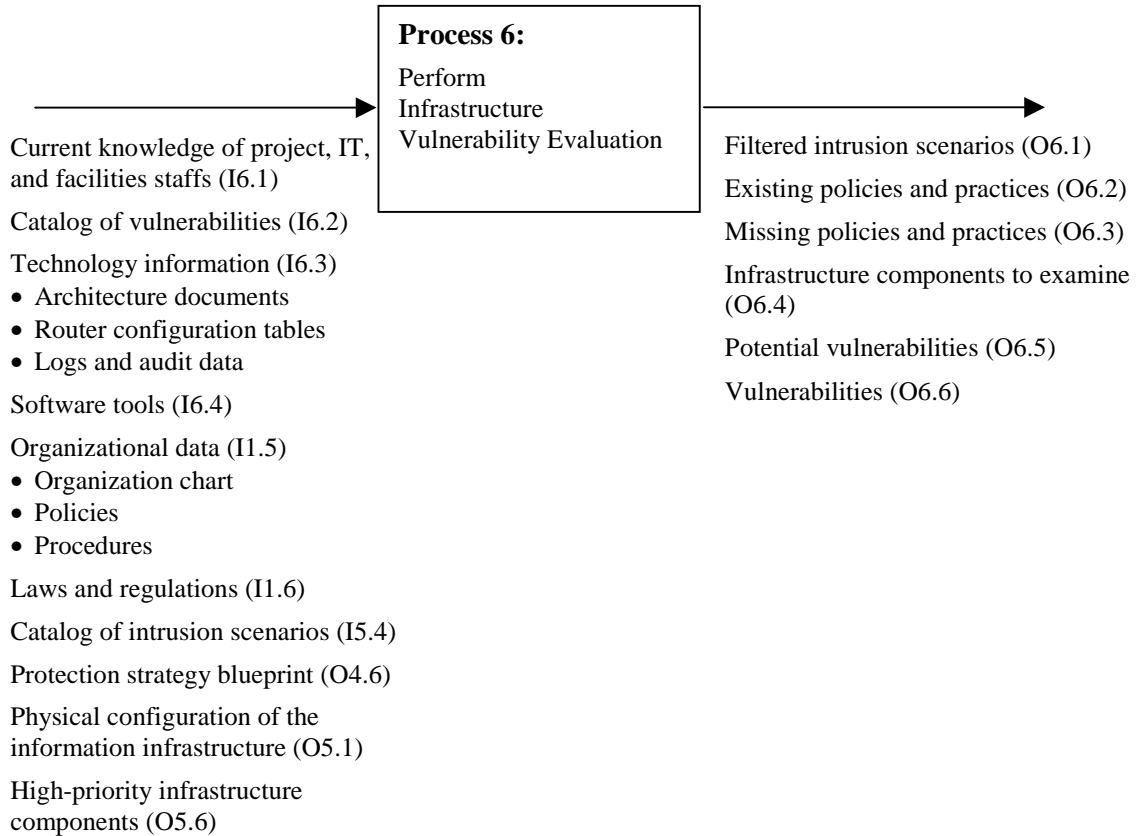 Process 6:
Perform
Infrastructure
Vulnerability Evaluation
Current knowledge of project, IT,
and facilities staffs (I6.1)
Catalog of vulnerabilities (I6.2)
Technology information (I6.3)
• Architecture documents
• Router configuration tables
• Logs and audit data
Software tools (I6.4)
Organizational data (I1.5)
• Organization chart
• Policies
• Procedures
Laws and regulations (I1.6)
Catalog of intrusion scenarios (I5.4)
Protection strategy blueprint (O4.6)
Physical configuration of the
information infrastructure (O5.1)
High-priority infrastructure
components (O5.6)
Filtered intrusion scenarios (O6.1)
Existing policies and practices (O6.2)
Missing policies and practices (O6.3)
Infrastructure components to examine
(O6.4)
Potential vulnerabilities (O6.5)
Vulnerabilities (O6.6)